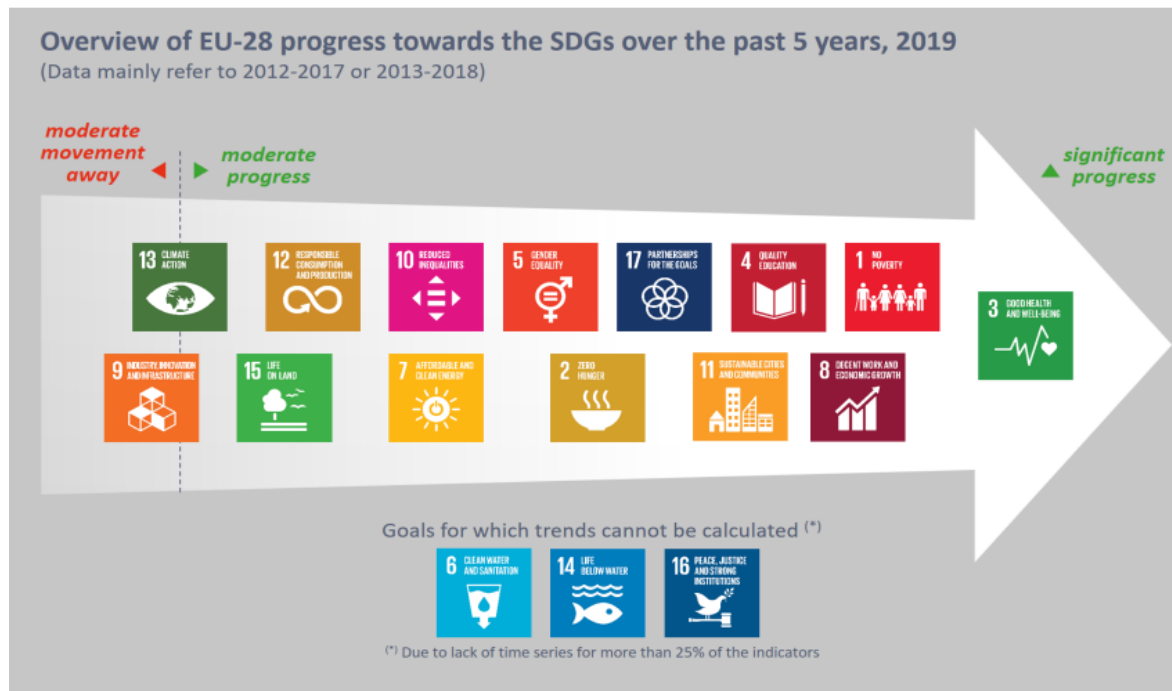 Overview of EU-28 progress towards the SDGs over the past 5 years, 2019
(Data mainly refer to 2012-2017 or 2013-2018)
moderate
movement
away
moderate
progress
significant
progress
13 CLIMATE
ACTION
12 RESPONSIBLE
CONSUMPTION
AND PRODUCTION
10 REDUCED
INEQUALITIES
5 GENDER
EQUALITY
17 PARTNERSHIPS
FOR THE GOALS
4 QUALITY
EDUCATION
1 NO
POVERTY
3 GOOD HEALTH
AND WELL-BEING
9 INDUSTRY, INNOVATION
AND INFRASTRUCTURE
15 LIFE
ON LAND
7 AFFORDABLE AND
CLEAN ENERGY
2 ZERO
HUNGER
11 SUSTAINABLE CITIES
AND COMMUNITIES
8 DECENT WORK AND
ECONOMIC GROWTH
Goals for which trends cannot be calculated (*)
6 CLEAN WATER
AND SANITATION
14 LIFE
BELOW WATER
16 PEACE, JUSTICE
AND STRONG
INSTITUTIONS
(*) Due to lack of time series for more than 25% of the indicators